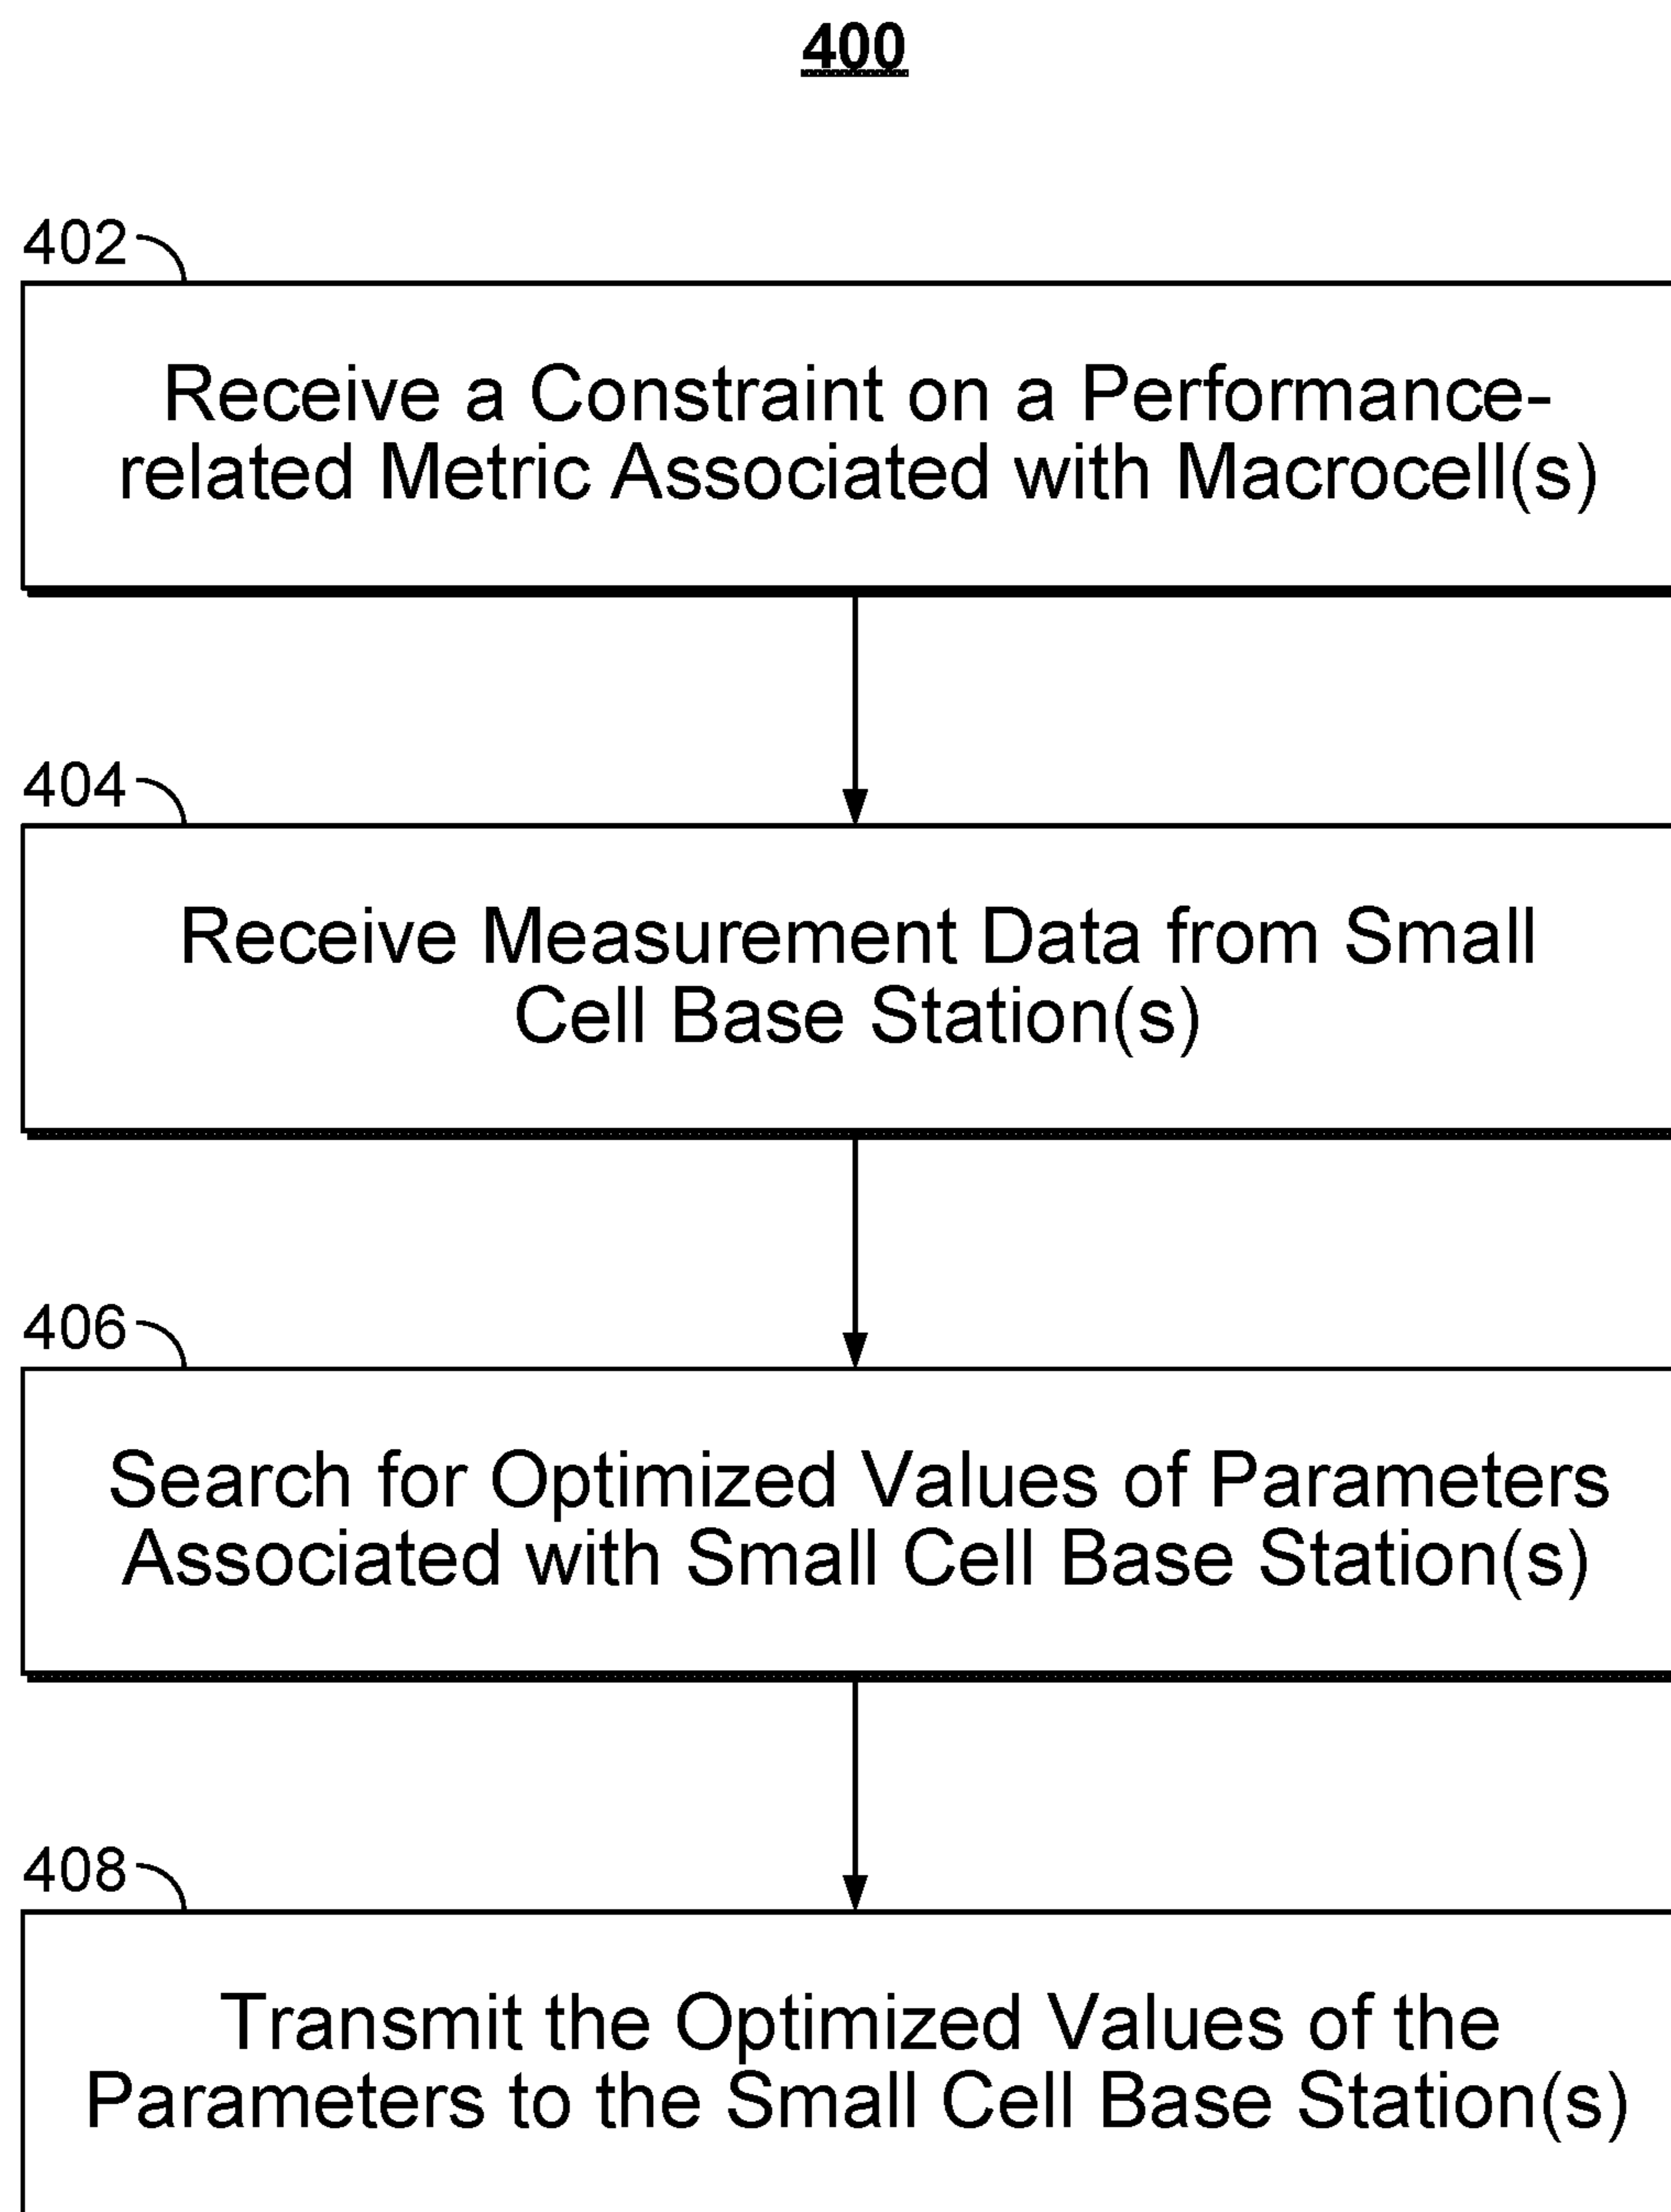 400
402
Receive a Constraint on a Performance-
related Metric Associated with Macrocell(s)
404
Receive Measurement Data from Small
Cell Base Station(s)
406
Search for Optimized Values of Parameters
Associated with Small Cell Base Station(s)
408
Transmit the Optimized Values of the
Parameters to the Small Cell Base Station(s)